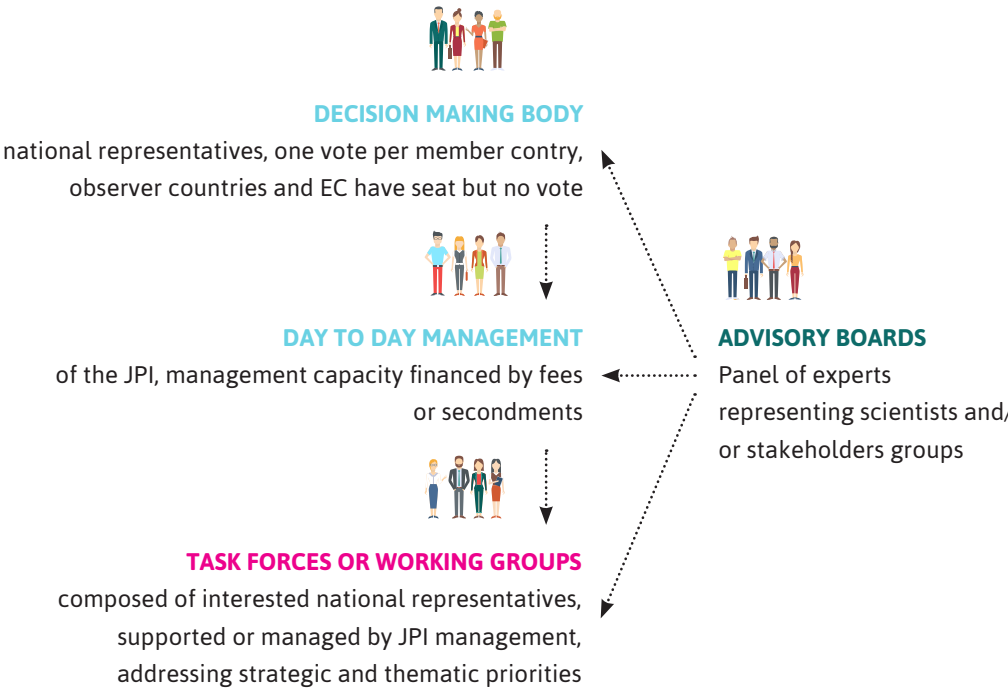 DECISION MAKING BODY
national representatives, one vote per member contry,
observer countries and EC have seat but no vote
DAY TO DAY MANAGEMENT
of the JPI, management capacity financed by fees
or secondments
TASK FORCES OR WORKING GROUPS
composed of interested national representatives,
supported or managed by JPI management,
addressing strategic and thematic priorities
ADVISORY BOARDS
Panel of experts
representing scientists and/
or stakeholders groups